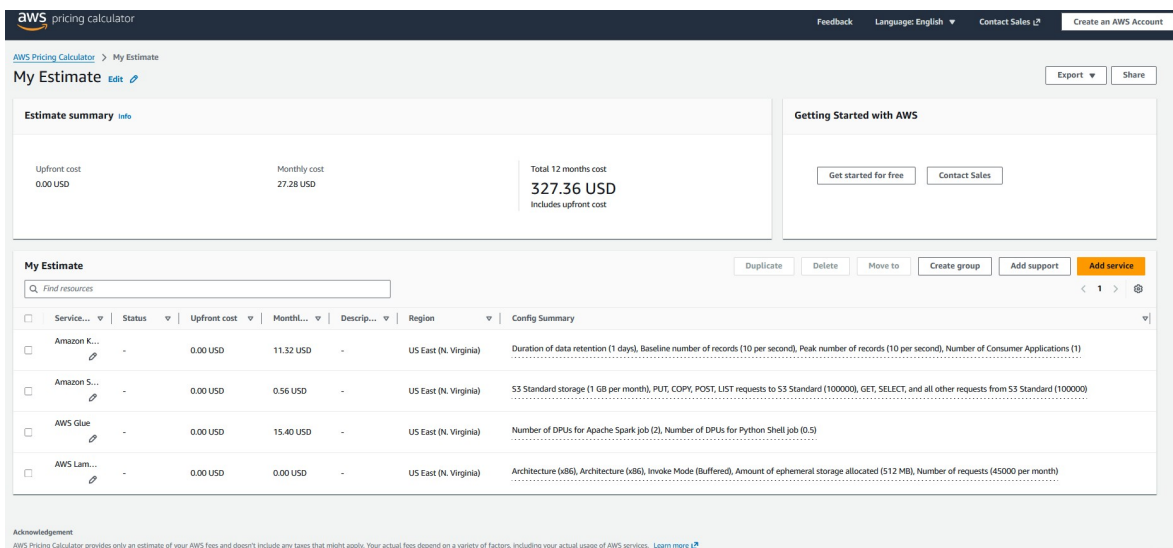 aws pricing calculator
Feedback Language: English Contact Sales Create an AWS Account
AWS Pricing Calculator > My Estimate
My Estimate Edit
Export Share
Estimate summary Info
Getting Started with AWS
Upfront cost Monthly cost Total 12 months cost
0.00 USD 27.28 USD 327.36 USD
Includes upfront cost
Get started for free Contact Sales
My Estimate Duplicate Delete Move to Create group Add support Add service
Find resources < 1 >
Service... Status Upfront cost Monthl... Descrip... Region Config Summary
Amazon K... - 0.00 USD 11.32 USD - US East (N. Virginia) Duration of data retention (1 days), Baseline number of records (10 per second), Peak number of records (10 per second), Number of Consumer Applications (1)
Amazon S... - 0.00 USD 0.56 USD - US East (N. Virginia) S3 Standard storage (1 GB per month), PUT, COPY, POST, LIST requests to S3 Standard (100000), GET, SELECT, and all other requests from S3 Standard (100000)
AWS Glue - 0.00 USD 15.40 USD - US East (N. Virginia) Number of DPUs for Apache Spark job (2), Number of DPUs for Python Shell job (0.5)
AWS Lam... - 0.00 USD 0.00 USD - US East (N. Virginia) Architecture (x86), Architecture (x86), Invoke Mode (Buffered), Amount of ephemeral storage allocated (512 MB), Number of requests (45000 per month)
Acknowledgement
AWS Pricing Calculator provides only an estimate of your AWS fees and doesn't include any taxes that might apply. Your actual fees depend on a variety of factors, including your actual usage of AWS services. Learn more